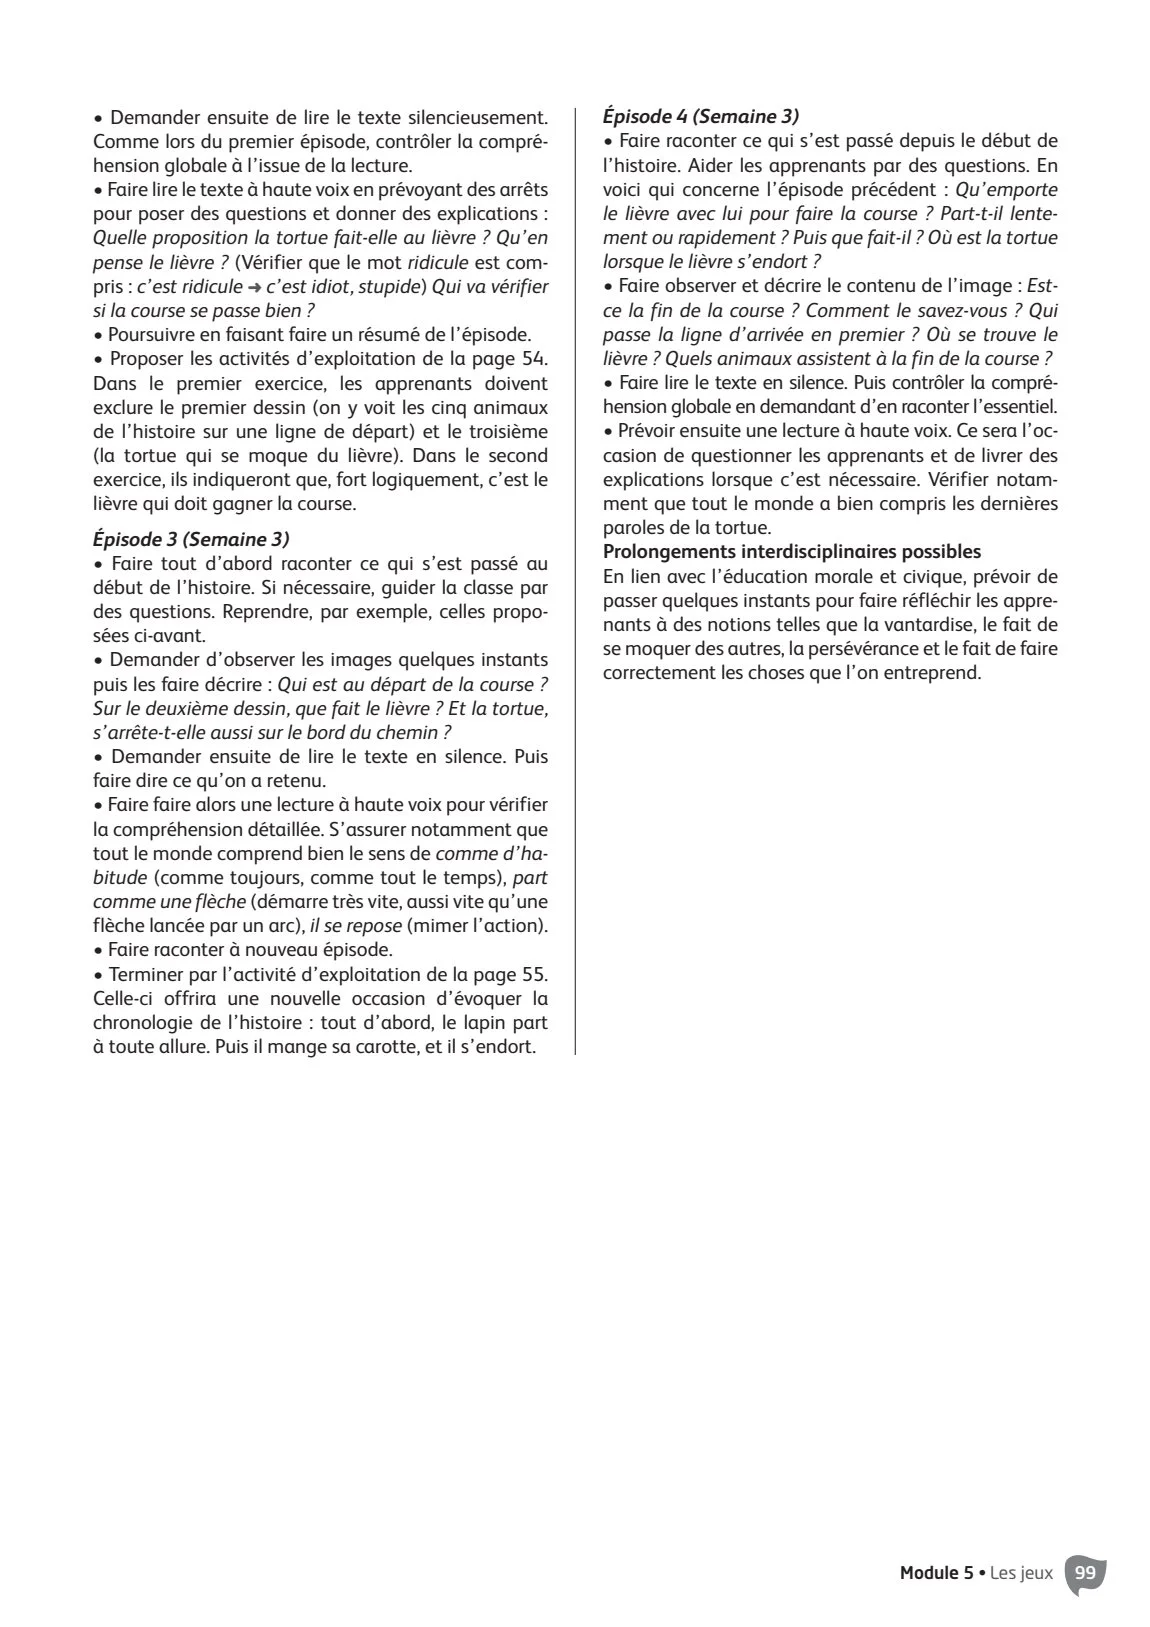 • Demander ensuite de lire le texte silencieusement.
Comme lors du premier épisode, contrôler la compré-
hension globale à l’issue de la lecture.
• Faire lire le texte à haute voix en prévoyant des arrêts
pour poser des questions et donner des explications :
Quelle proposition la tortue fait-elle au lièvre ? Qu’en
pense le lièvre ? (Vérifier que le mot ridicule est com-
pris : c’est ridicule ➜ c’est idiot, stupide) Qui va vérifier
si la course se passe bien ?
• Poursuivre en faisant faire un résumé de l’épisode.
• Proposer les activités d’exploitation de la page 54.
Dans le premier exercice, les apprenants doivent
exclure le premier dessin (on y voit les cinq animaux
de l’histoire sur une ligne de départ) et le troisième
(la tortue qui se moque du lièvre). Dans le second
exercice, ils indiqueront que, fort logiquement, c’est le
lièvre qui doit gagner la course.
Épisode 3 (Semaine 3)
• Faire tout d’abord raconter ce qui s’est passé au
début de l’histoire. Si nécessaire, guider la classe par
des questions. Reprendre, par exemple, celles propo-
sées ci-avant.
• Demander d’observer les images quelques instants
puis les faire décrire : Qui est au départ de la course ?
Sur le deuxième dessin, que fait le lièvre ? Et la tortue,
s’arrête-t-elle aussi sur le bord du chemin ?
• Demander ensuite de lire le texte en silence. Puis
faire dire ce qu’on a retenu.
• Faire faire alors une lecture à haute voix pour vérifier
la compréhension détaillée. S’assurer notamment que
tout le monde comprend bien le sens de comme d’ha-
bitude (comme toujours, comme tout le temps), part
comme une flèche (démarre très vite, aussi vite qu’une
flèche lancée par un arc), il se repose (mimer l’action).
• Faire raconter à nouveau épisode.
• Terminer par l’activité d’exploitation de la page 55.
Celle-ci offrira une nouvelle occasion d’évoquer la
chronologie de l’histoire : tout d’abord, le lapin part
à toute allure. Puis il mange sa carotte, et il s’endort.
Épisode 4 (Semaine 3)
• Faire raconter ce qui s’est passé depuis le début de
l’histoire. Aider les apprenants par des questions. En
voici qui concerne l’épisode précédent : Qu’emporte
le lièvre avec lui pour faire la course ? Part-t-il lente-
ment ou rapidement ? Puis que fait-il ? Où est la tortue
lorsque le lièvre s’endort ?
• Faire observer et décrire le contenu de l’image : Est-
ce la fin de la course ? Comment le savez-vous ? Qui
passe la ligne d’arrivée en premier ? Où se trouve le
lièvre ? Quels animaux assistent à la fin de la course ?
• Faire lire le texte en silence. Puis contrôler la compré-
hension globale en demandant d’en raconter l’essentiel.
• Prévoir ensuite une lecture à haute voix. Ce sera l’oc-
casion de questionner les apprenants et de livrer des
explications lorsque c’est nécessaire. Vérifier notam-
ment que tout le monde a bien compris les dernières
paroles de la tortue.
Prolongements interdisciplinaires possibles
En lien avec l’éducation morale et civique, prévoir de
passer quelques instants pour faire réfléchir les appre-
nants à des notions telles que la vantardise, le fait de
se moquer des autres, la persévérance et le fait de faire
correctement les choses que l’on entreprend.
Module 5 • Les jeux 99